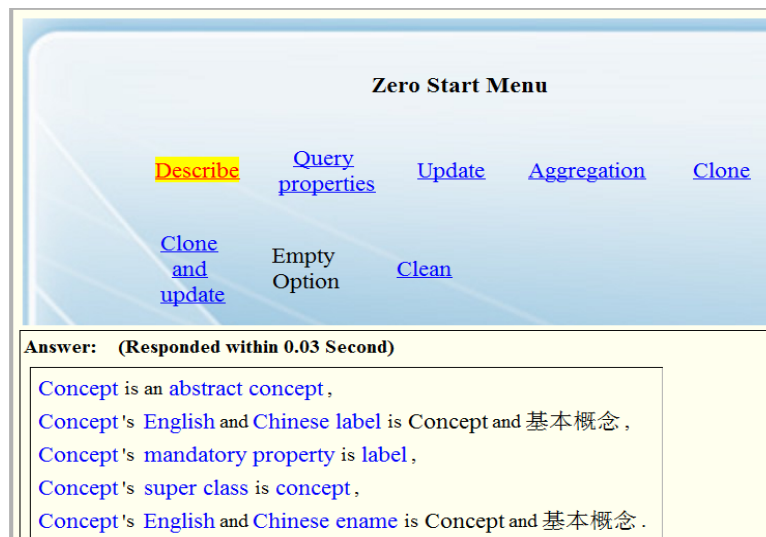 Zero Start Menu
Describe
Query
properties
Update
Aggregation
Clone
Clone
and
update
Empty
Option
Clean
Answer: (Responded within 0.03 Second)
Concept is an abstract concept,
Concept's English and Chinese label is Concept and 基本概念,
Concept's mandatory property is label,
Concept's super class is concept,
Concept's English and Chinese ename is Concept and 基本概念.